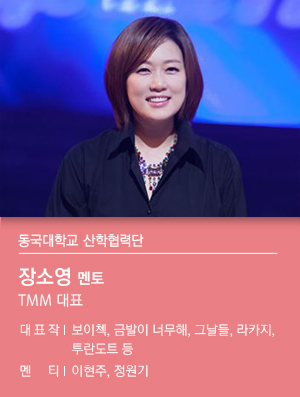 동국대학교 산학협력단
장소영 멘토
TMM 대표
대 표 작 | 보이첵, 금발이 너무해, 그날들, 라카지,
투란도트 등
멘 티 | 이현주, 정원기